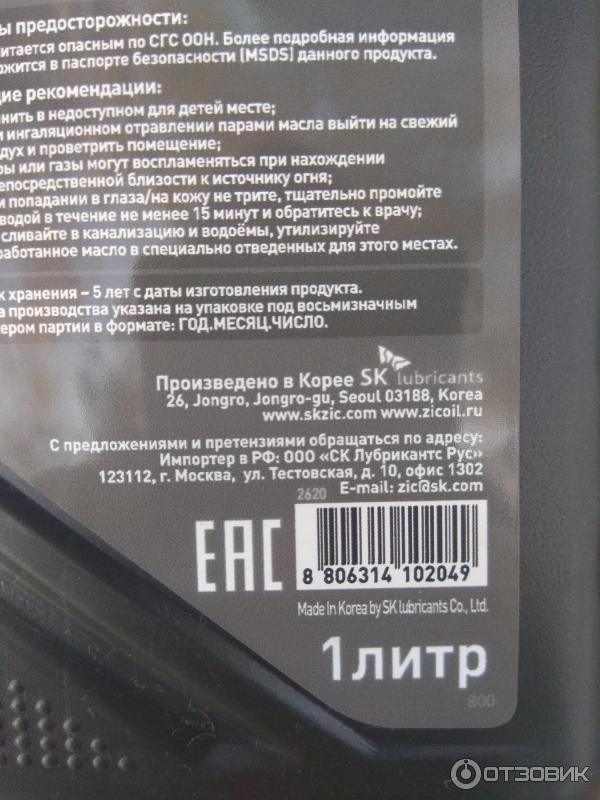 ы предосторожности:
итается опасным по СГС ООН. Более подробная информация
ржится в паспорте безопасности (MSDS) данного продукта.
щие рекомендации:
нить в недоступном для детей месте;
и ингаляционном отравлении парами масла выйти на свежий
дух и проветрить помещение;
ры или газы могут воспламеняться при нахождении
епосредственной близости к источнику огня;
и попадании в глаза/на кожу не трите, тщательно промойте
водой в течение не менее 15 минут и обратитесь к врачу;
сливайте в канализацию и водоёмы, утилизируйте
работанное масло в специально отведенных для этого местах.
к хранения – 5 лет с даты изготовления продукта.
а производства указана на упаковке под восьмизначным
ером партии в формате: ГОД.МЕСЯЦ.ЧИСЛО.
Произведено в Корее SK lubricants
26, Jongro, Jongro-gu, Seoul 03188, Korea
www.skzic.com www.zicoil.ru
С предложениями и претензиями обращаться по адресу:
Импортер в РФ: ООО «СК Лубрикантс Рус»
123112, г. Москва, ул. Тестовская, д. 10, офис 1302
E-mail: zic@sk.com
2620
EAC
8 806314 102049
Made In Korea by SK lubricants Co., Ltd.
1 литр
800
ОТЗОВИК